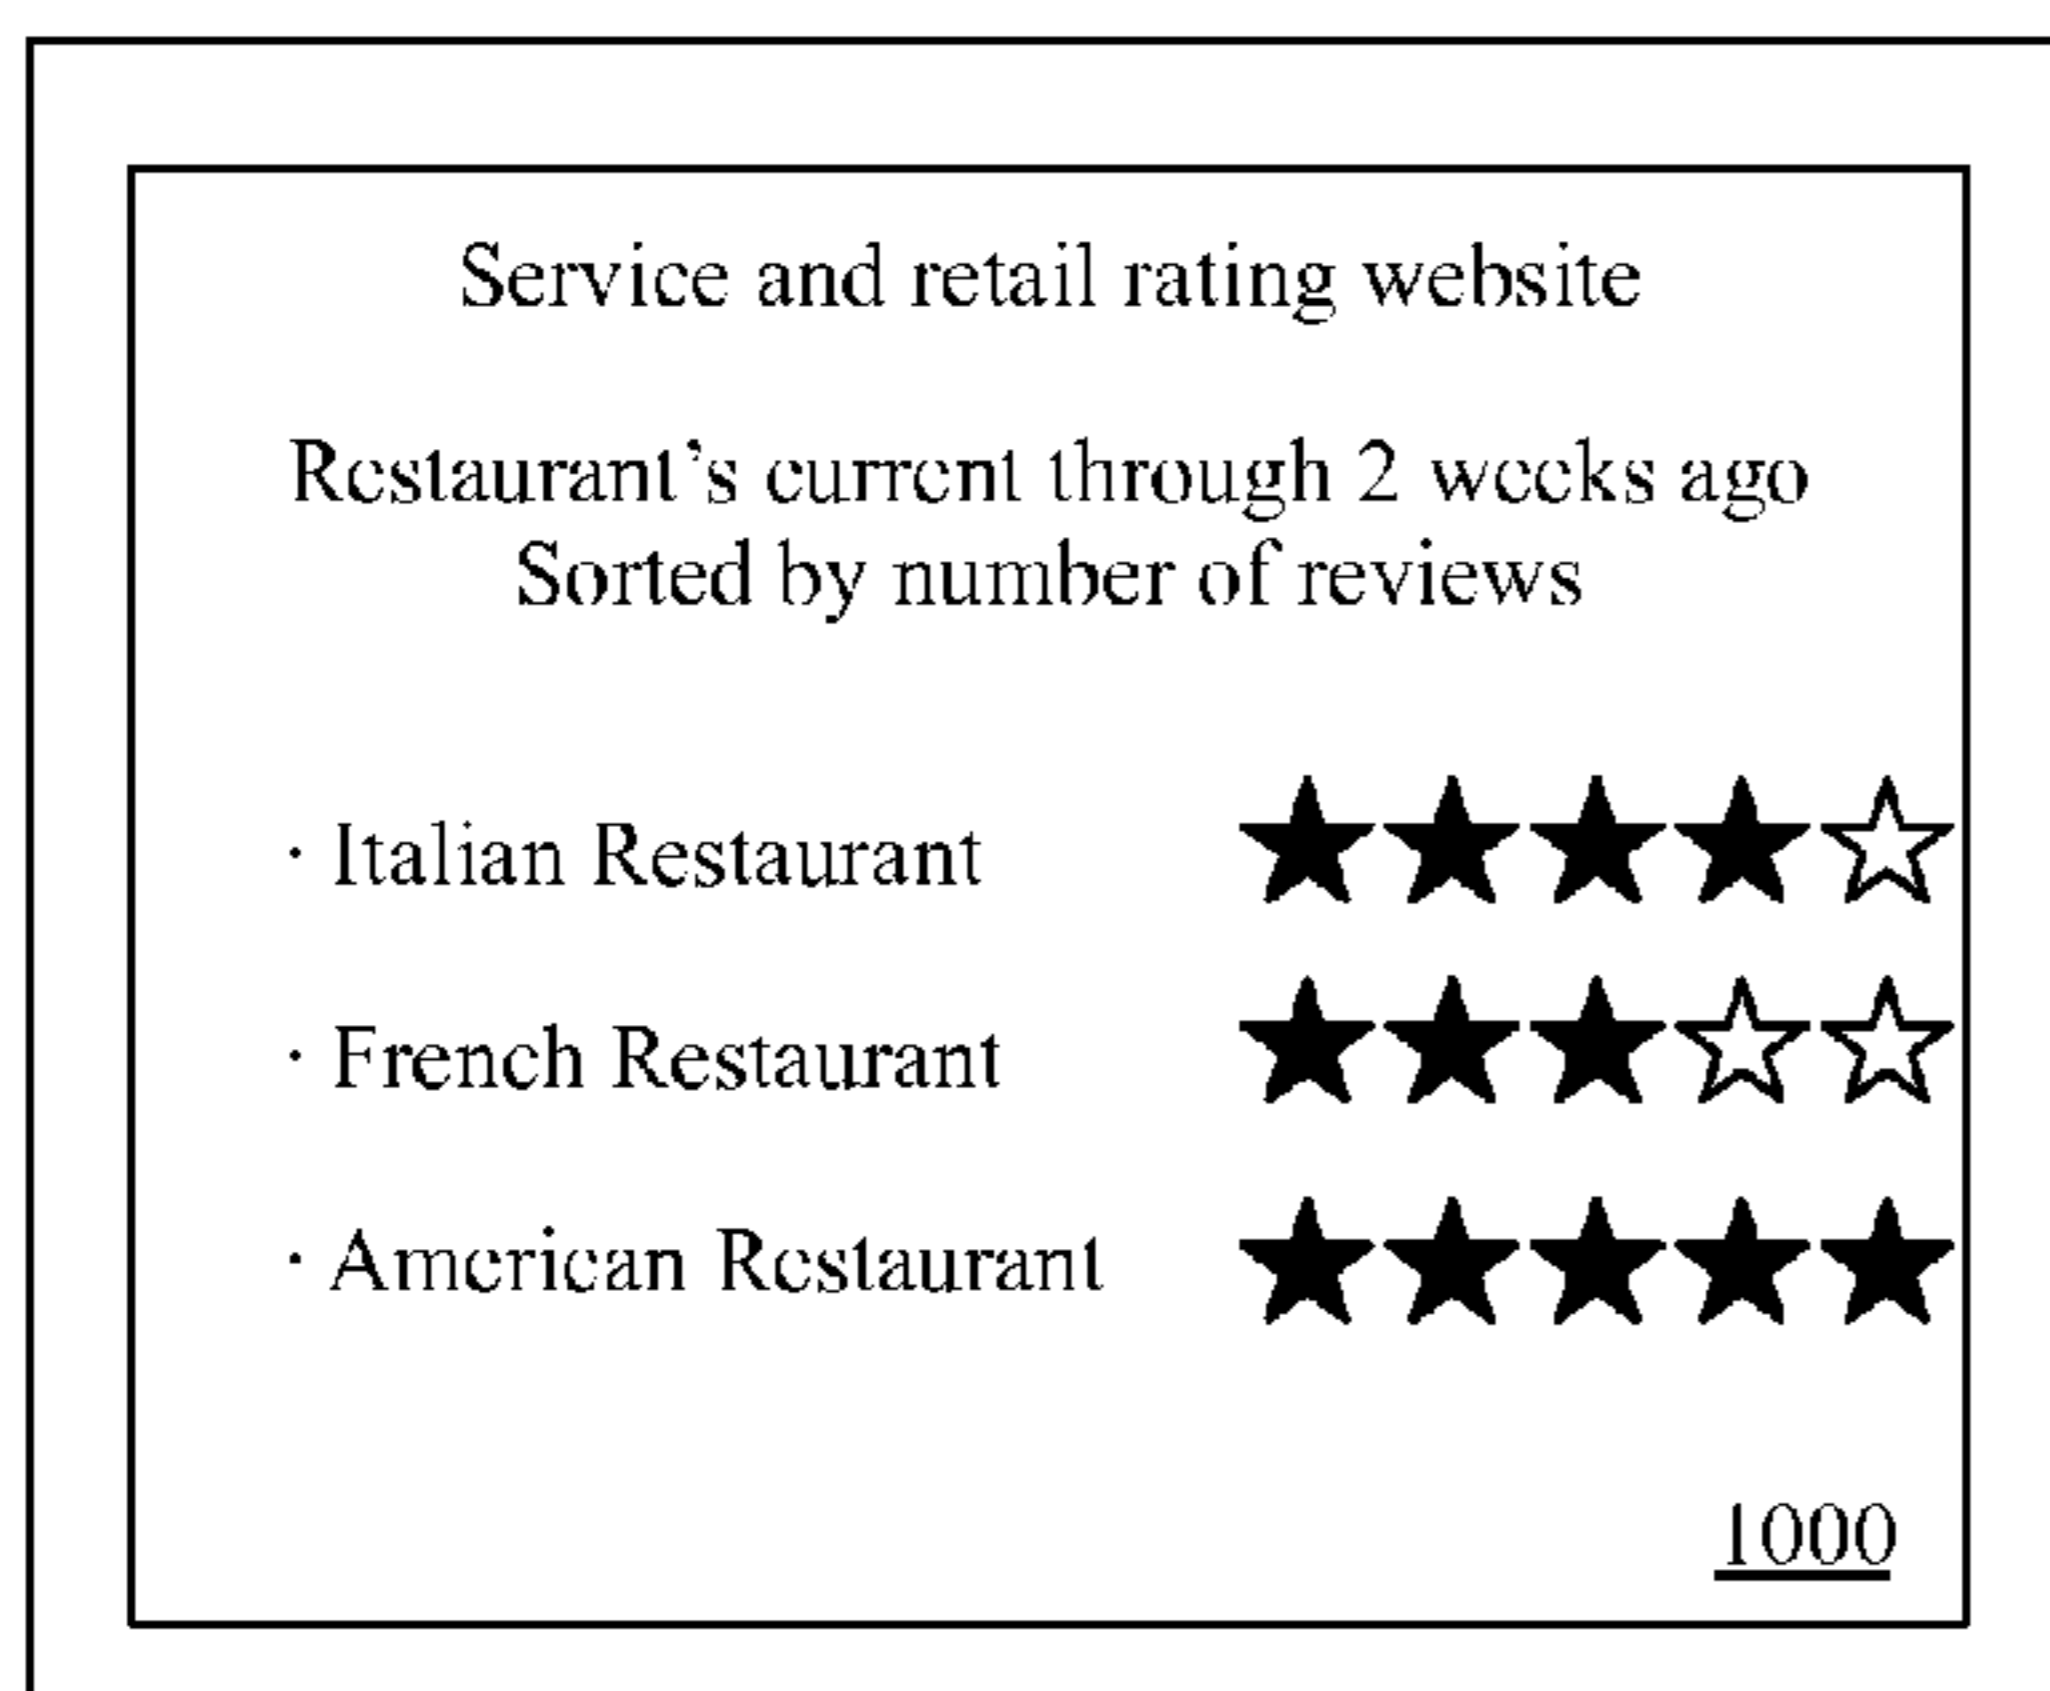 Service and retail rating website
Restaurant's current through 2 weeks ago
Sorted by number of reviews
· Italian Restaurant ★★★★☆
· French Restaurant ★★★☆☆
· American Restaurant ★★★★★
1000